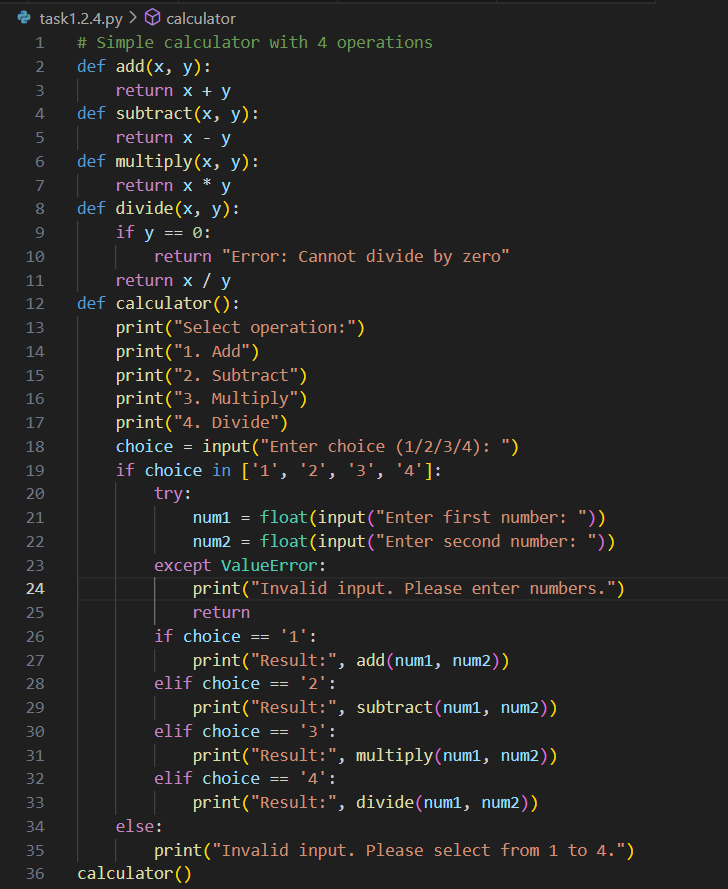 task1.2.4.py > calculator
1 # Simple calculator with 4 operations
2 def add(x, y):
3     return x + y
4 def subtract(x, y):
5     return x - y
6 def multiply(x, y):
7     return x * y
8 def divide(x, y):
9     if y == 0:
10         return "Error: Cannot divide by zero"
11     return x / y
12 def calculator():
13     print("Select operation:")
14     print("1. Add")
15     print("2. Subtract")
16     print("3. Multiply")
17     print("4. Divide")
18     choice = input("Enter choice (1/2/3/4): ")
19     if choice in ['1', '2', '3', '4']:
20         try:
21             num1 = float(input("Enter first number: "))
22             num2 = float(input("Enter second number: "))
23         except ValueError:
24             print("Invalid input. Please enter numbers.")
25             return
26         if choice == '1':
27             print("Result:", add(num1, num2))
28         elif choice == '2':
29             print("Result:", subtract(num1, num2))
30         elif choice == '3':
31             print("Result:", multiply(num1, num2))
32         elif choice == '4':
33             print("Result:", divide(num1, num2))
34     else:
35         print("Invalid input. Please select from 1 to 4.")
36 calculator()